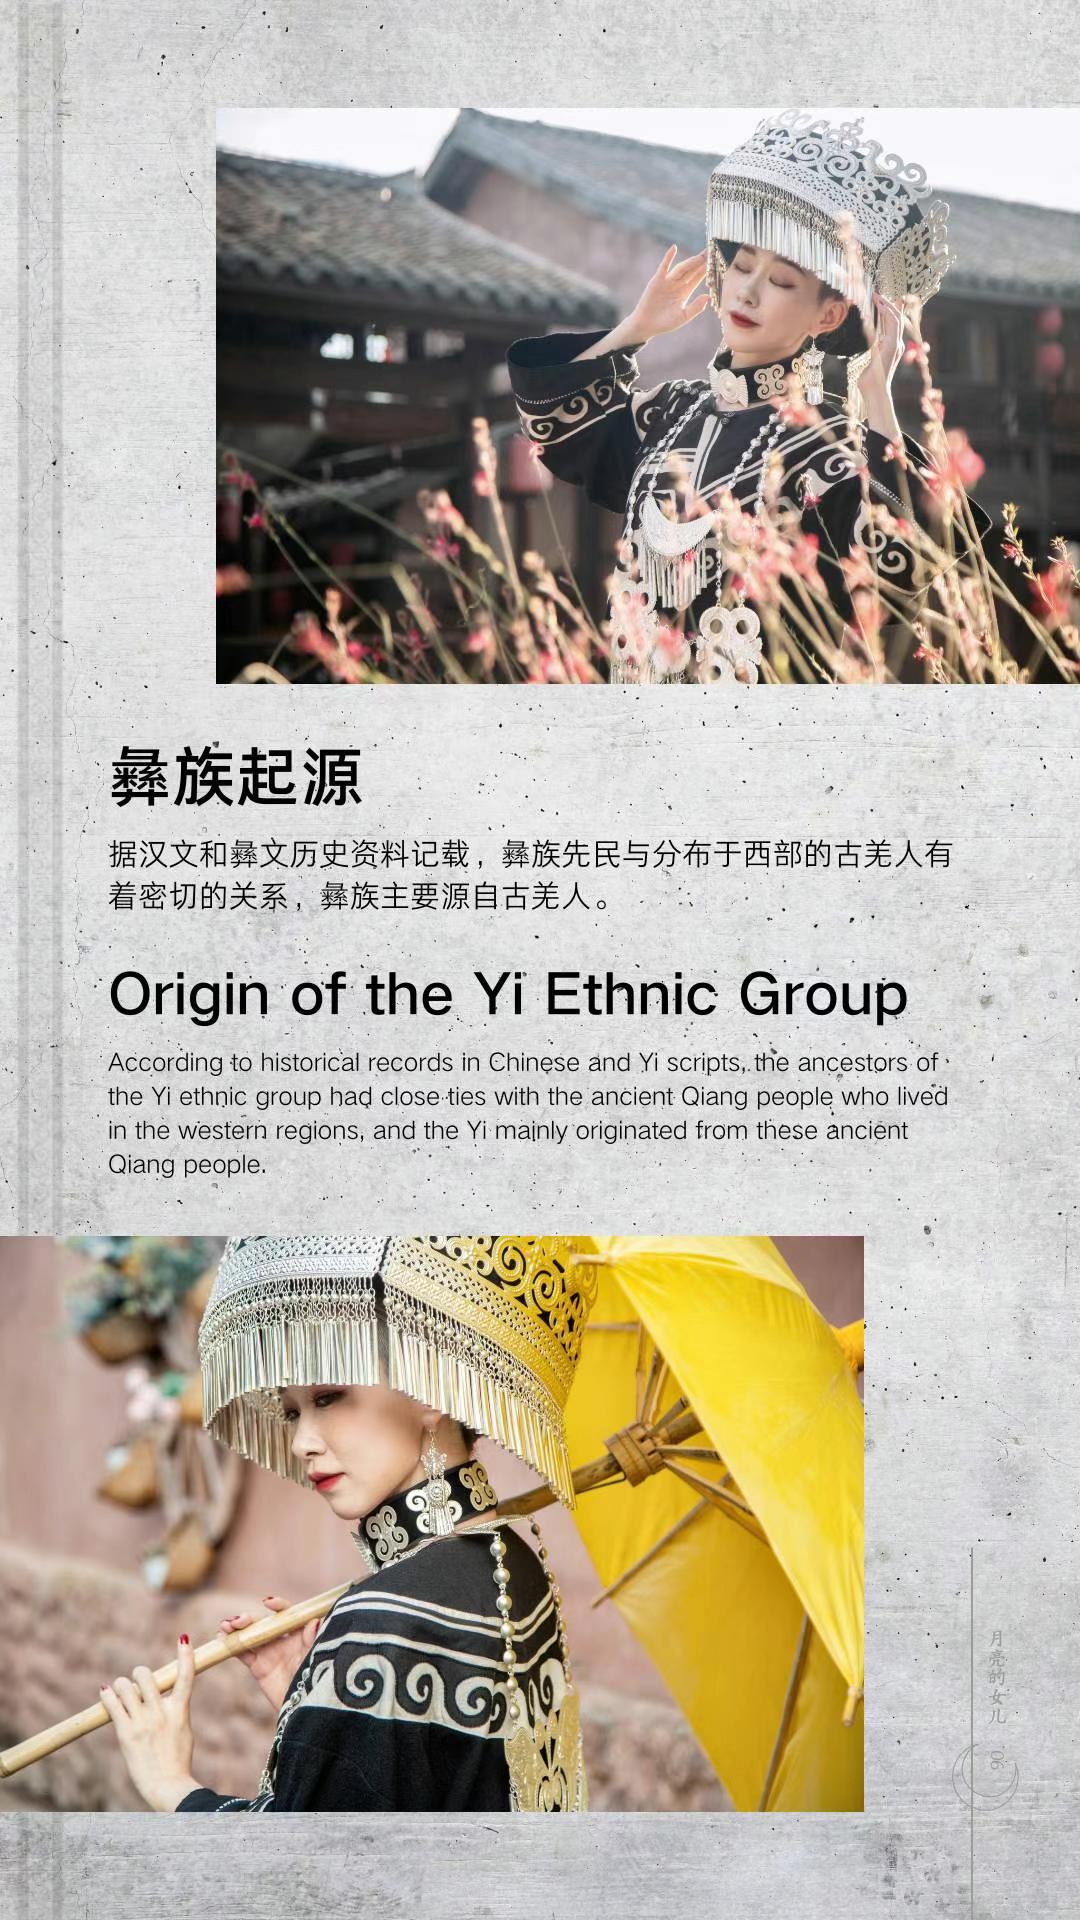 彝族起源
据汉文和彝文历史资料记载，彝族先民与分布于西部的古羌人有
着密切的关系，彝族主要源自古羌人。
Origin of the Yi Ethnic Group
According to historical records in Chinese and Yi scripts, the ancestors of
the Yi ethnic group had close ties with the ancient Qiang people who lived
in the western regions, and the Yi mainly originated from these ancient
Qiang people.
月亮的女儿
06